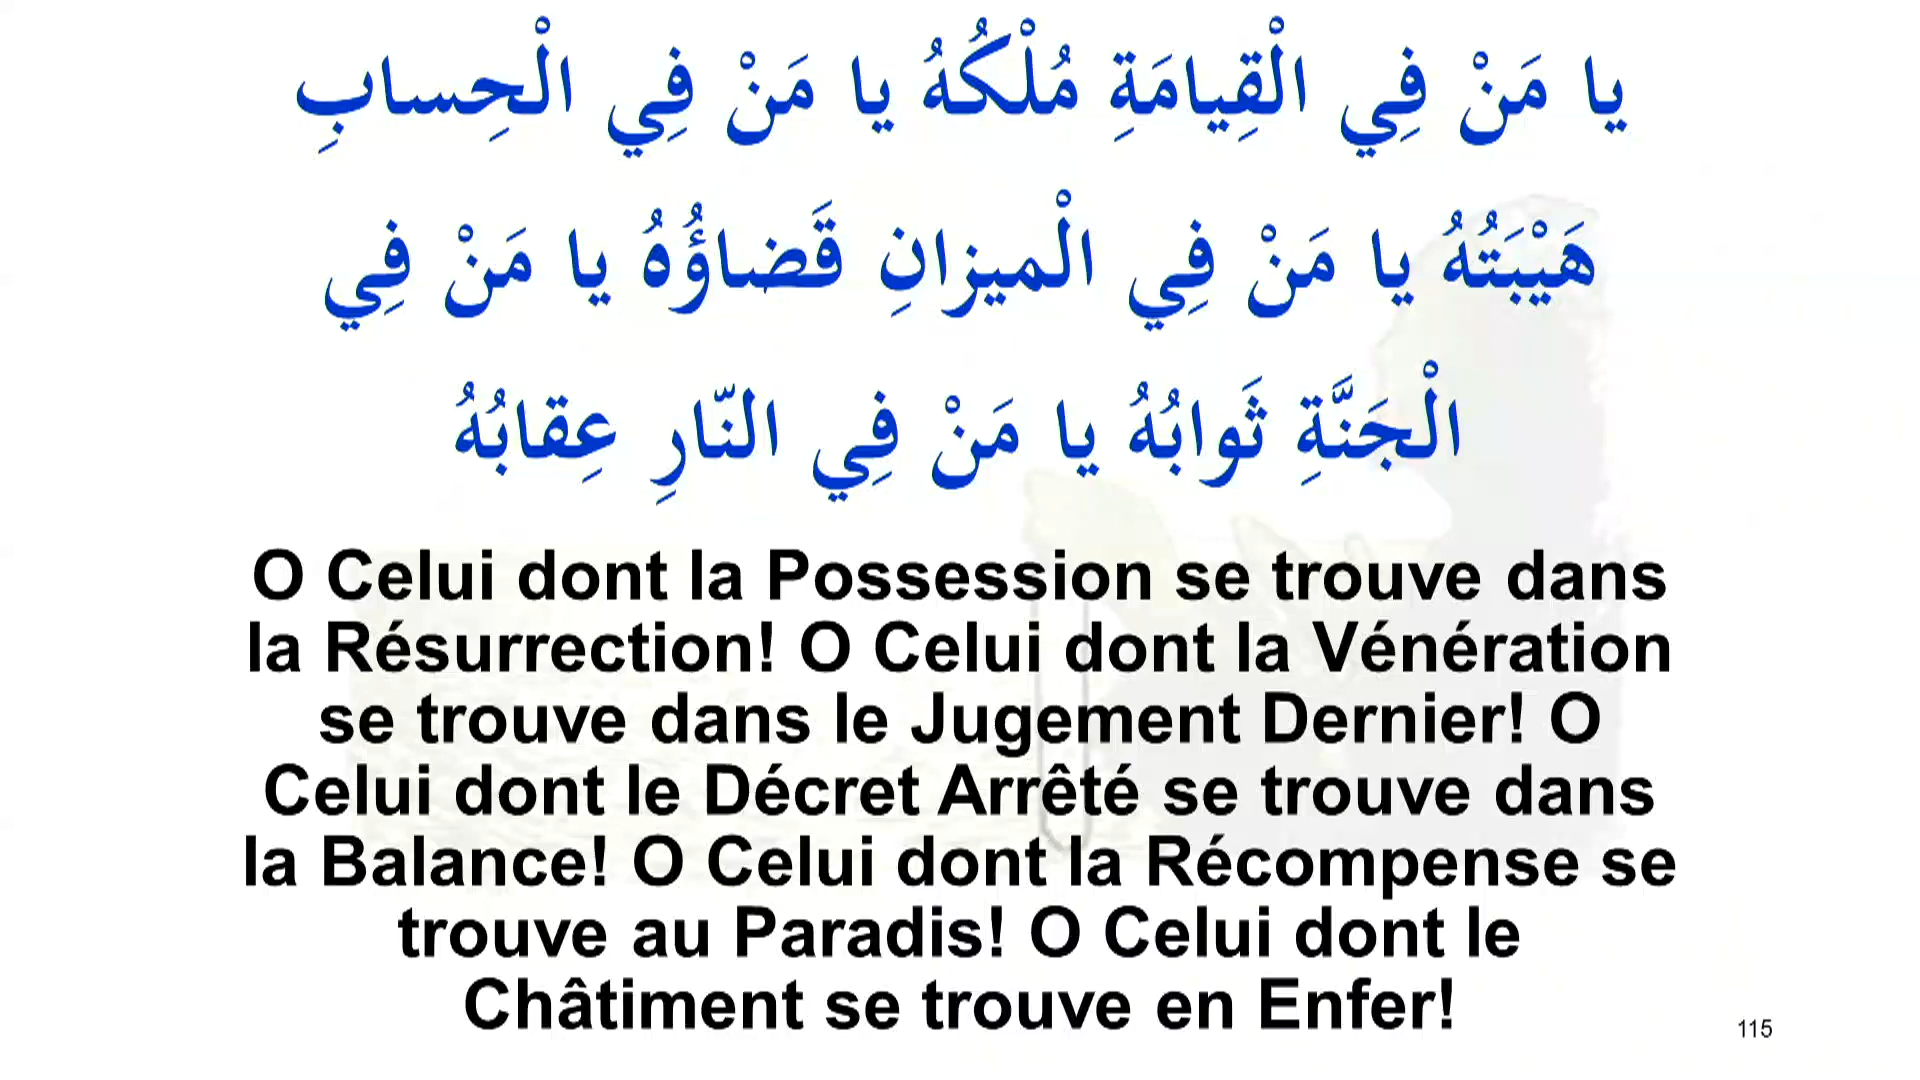 يا مَنْ فِي الْقِيامَةِ مُلْكُهُ يا مَنْ فِي الْحِسابِ
هَيْبَتُهُ يا مَنْ فِي الْميزانِ قَضاؤُهُ يا مَنْ فِي
الْجَنَّةِ ثَوابُهُ يا مَنْ فِي النّارِ عِقابُهُ
O Celui dont la Possession se trouve dans
la Résurrection! O Celui dont la Vénération
se trouve dans le Jugement Dernier! O
Celui dont le Décret Arrêté se trouve dans
la Balance! O Celui dont la Récompense se
trouve au Paradis! O Celui dont le
Châtiment se trouve en Enfer!
115